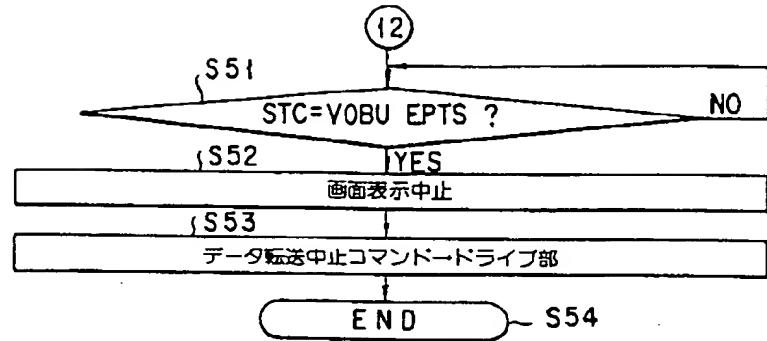 12
S51
STC=VOBU EPTS ?
NO
YES
S52
画面表示中止
S53
データ転送中止コマンド→ドライブ部
END
S54